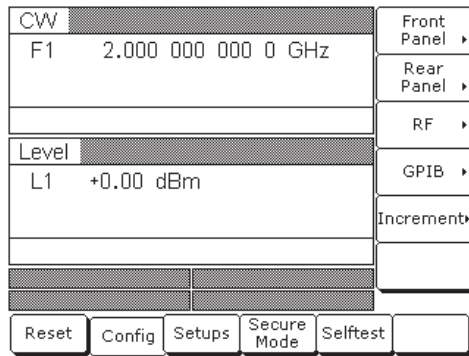 CW
F1 2.000 000 000 0 GHz
Level
L1 +0.00 dBm
Front
Panel
Rear
Panel
RF
GPIB
Increment
Reset
Config
Setups
Secure
Mode
Selftest